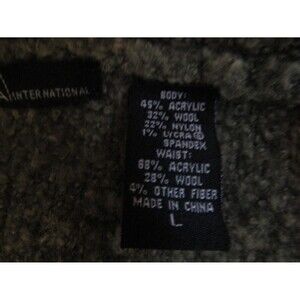 INTERNATIONAL
BODY:
45% ACRYLIC
32% WOOL
22% NYLON
1% LYCRA®
SPANDEX
WAIST:
68% ACRYLIC
28% WOOL
4% OTHER FIBER
MADE IN CHINA
L